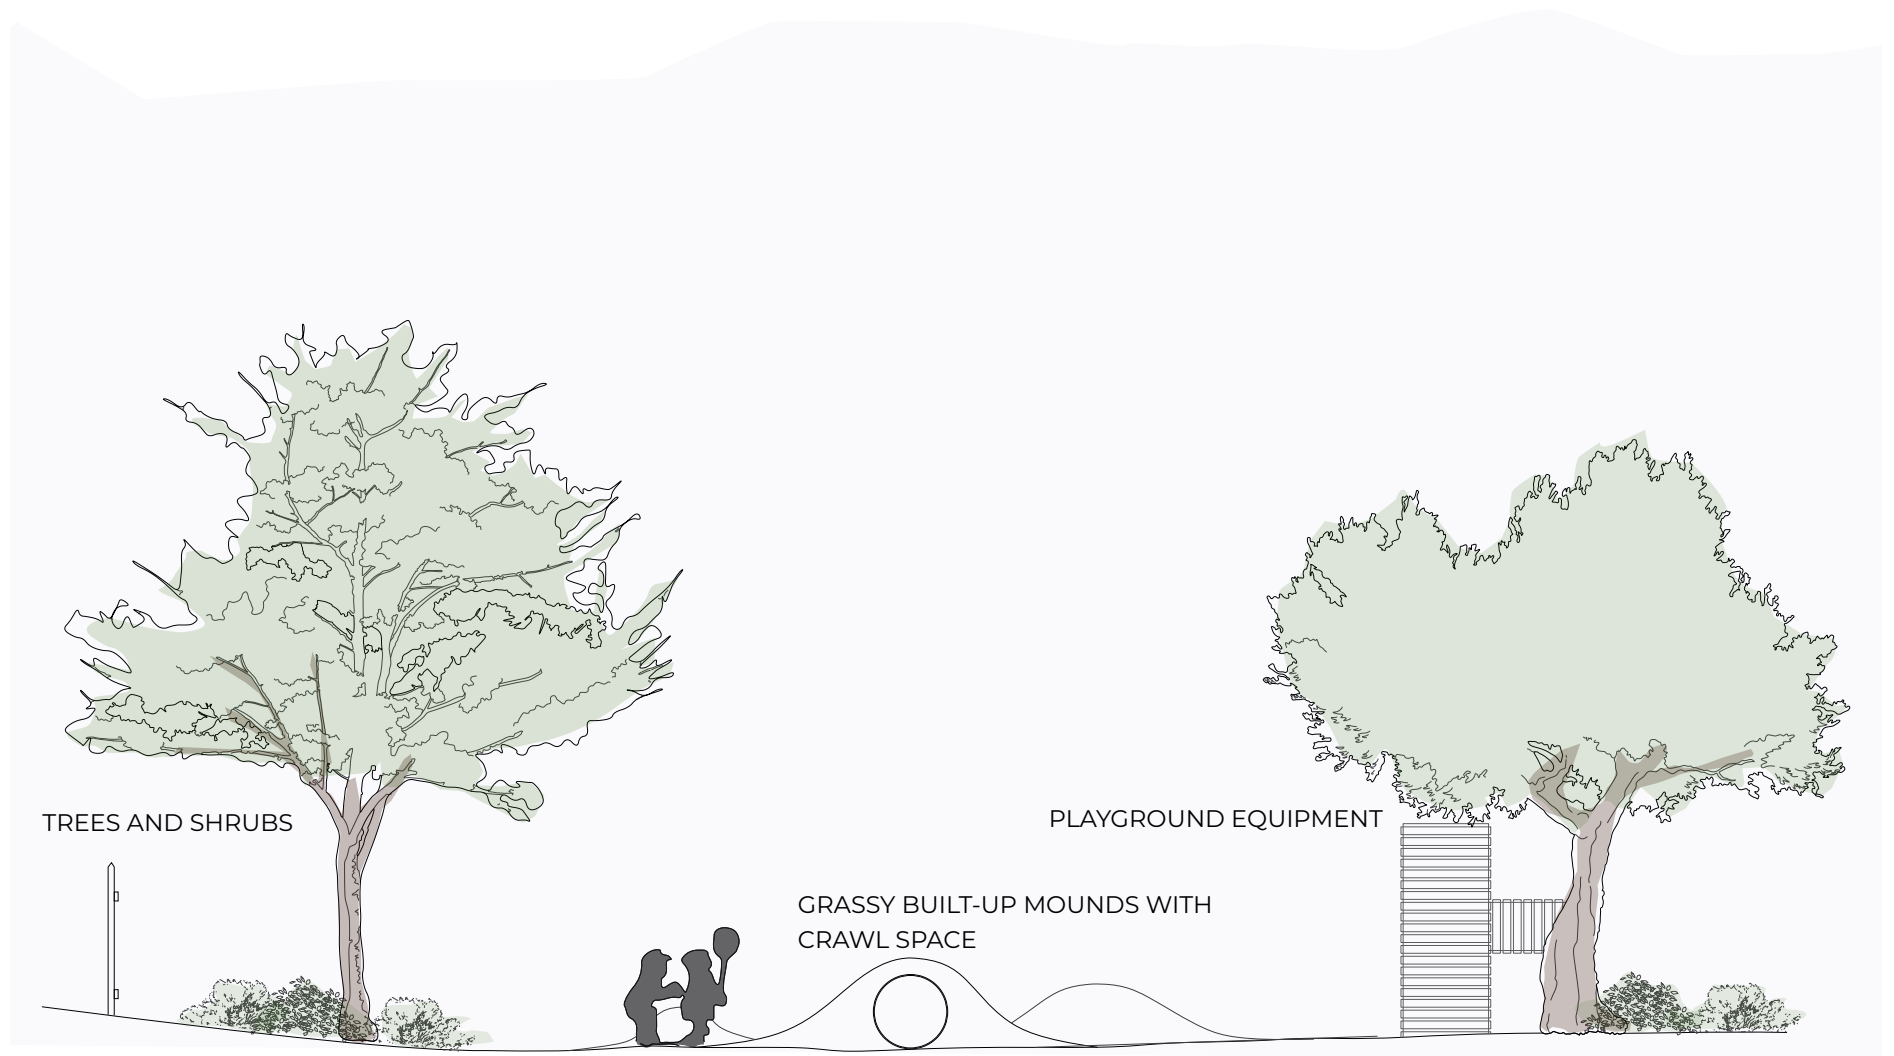 TREES AND SHRUBS
PLAYGROUND EQUIPMENT
GRASSY BUILT-UP MOUNDS WITH
CRAWL SPACE